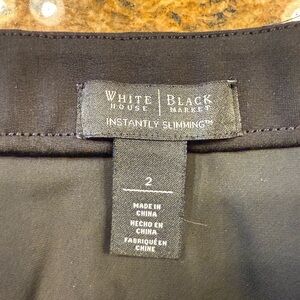 WHITE | BLACK
HOUSE | MARKET
INSTANTLY SLIMMING™
2
MADE IN
CHINA
HECHO EN
CHINA
FABRIQUÉ EN
CHINE